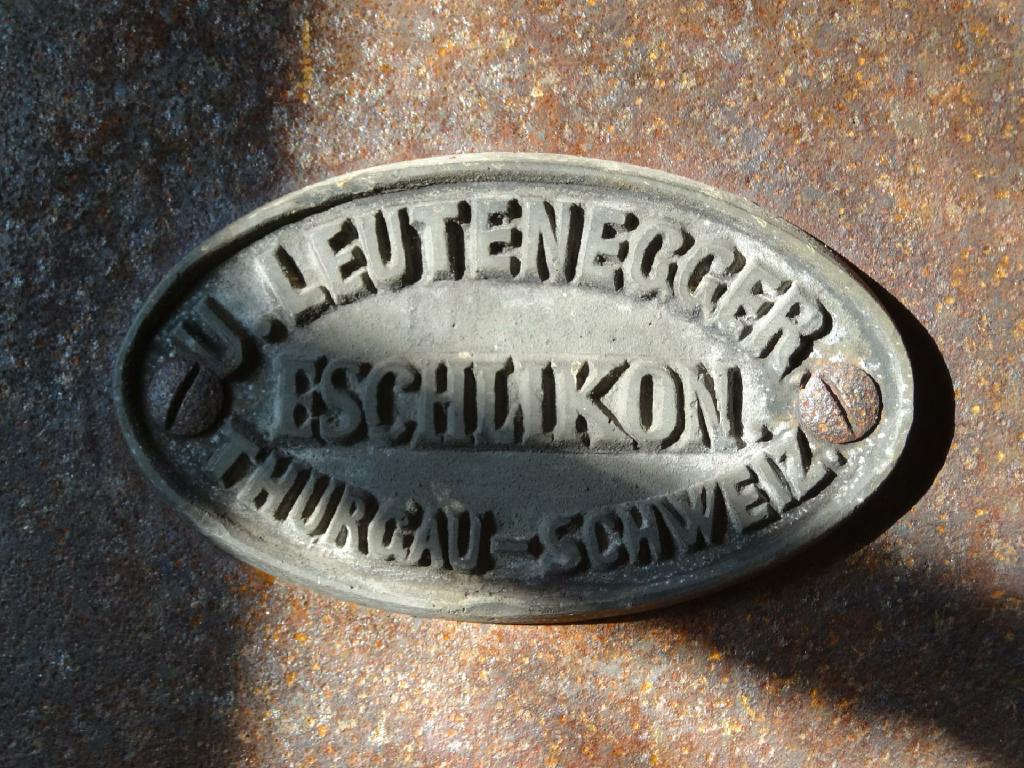 U. LEUTENEGGER
ESCHLIKON.
THURGAU-SCHWEIZ.